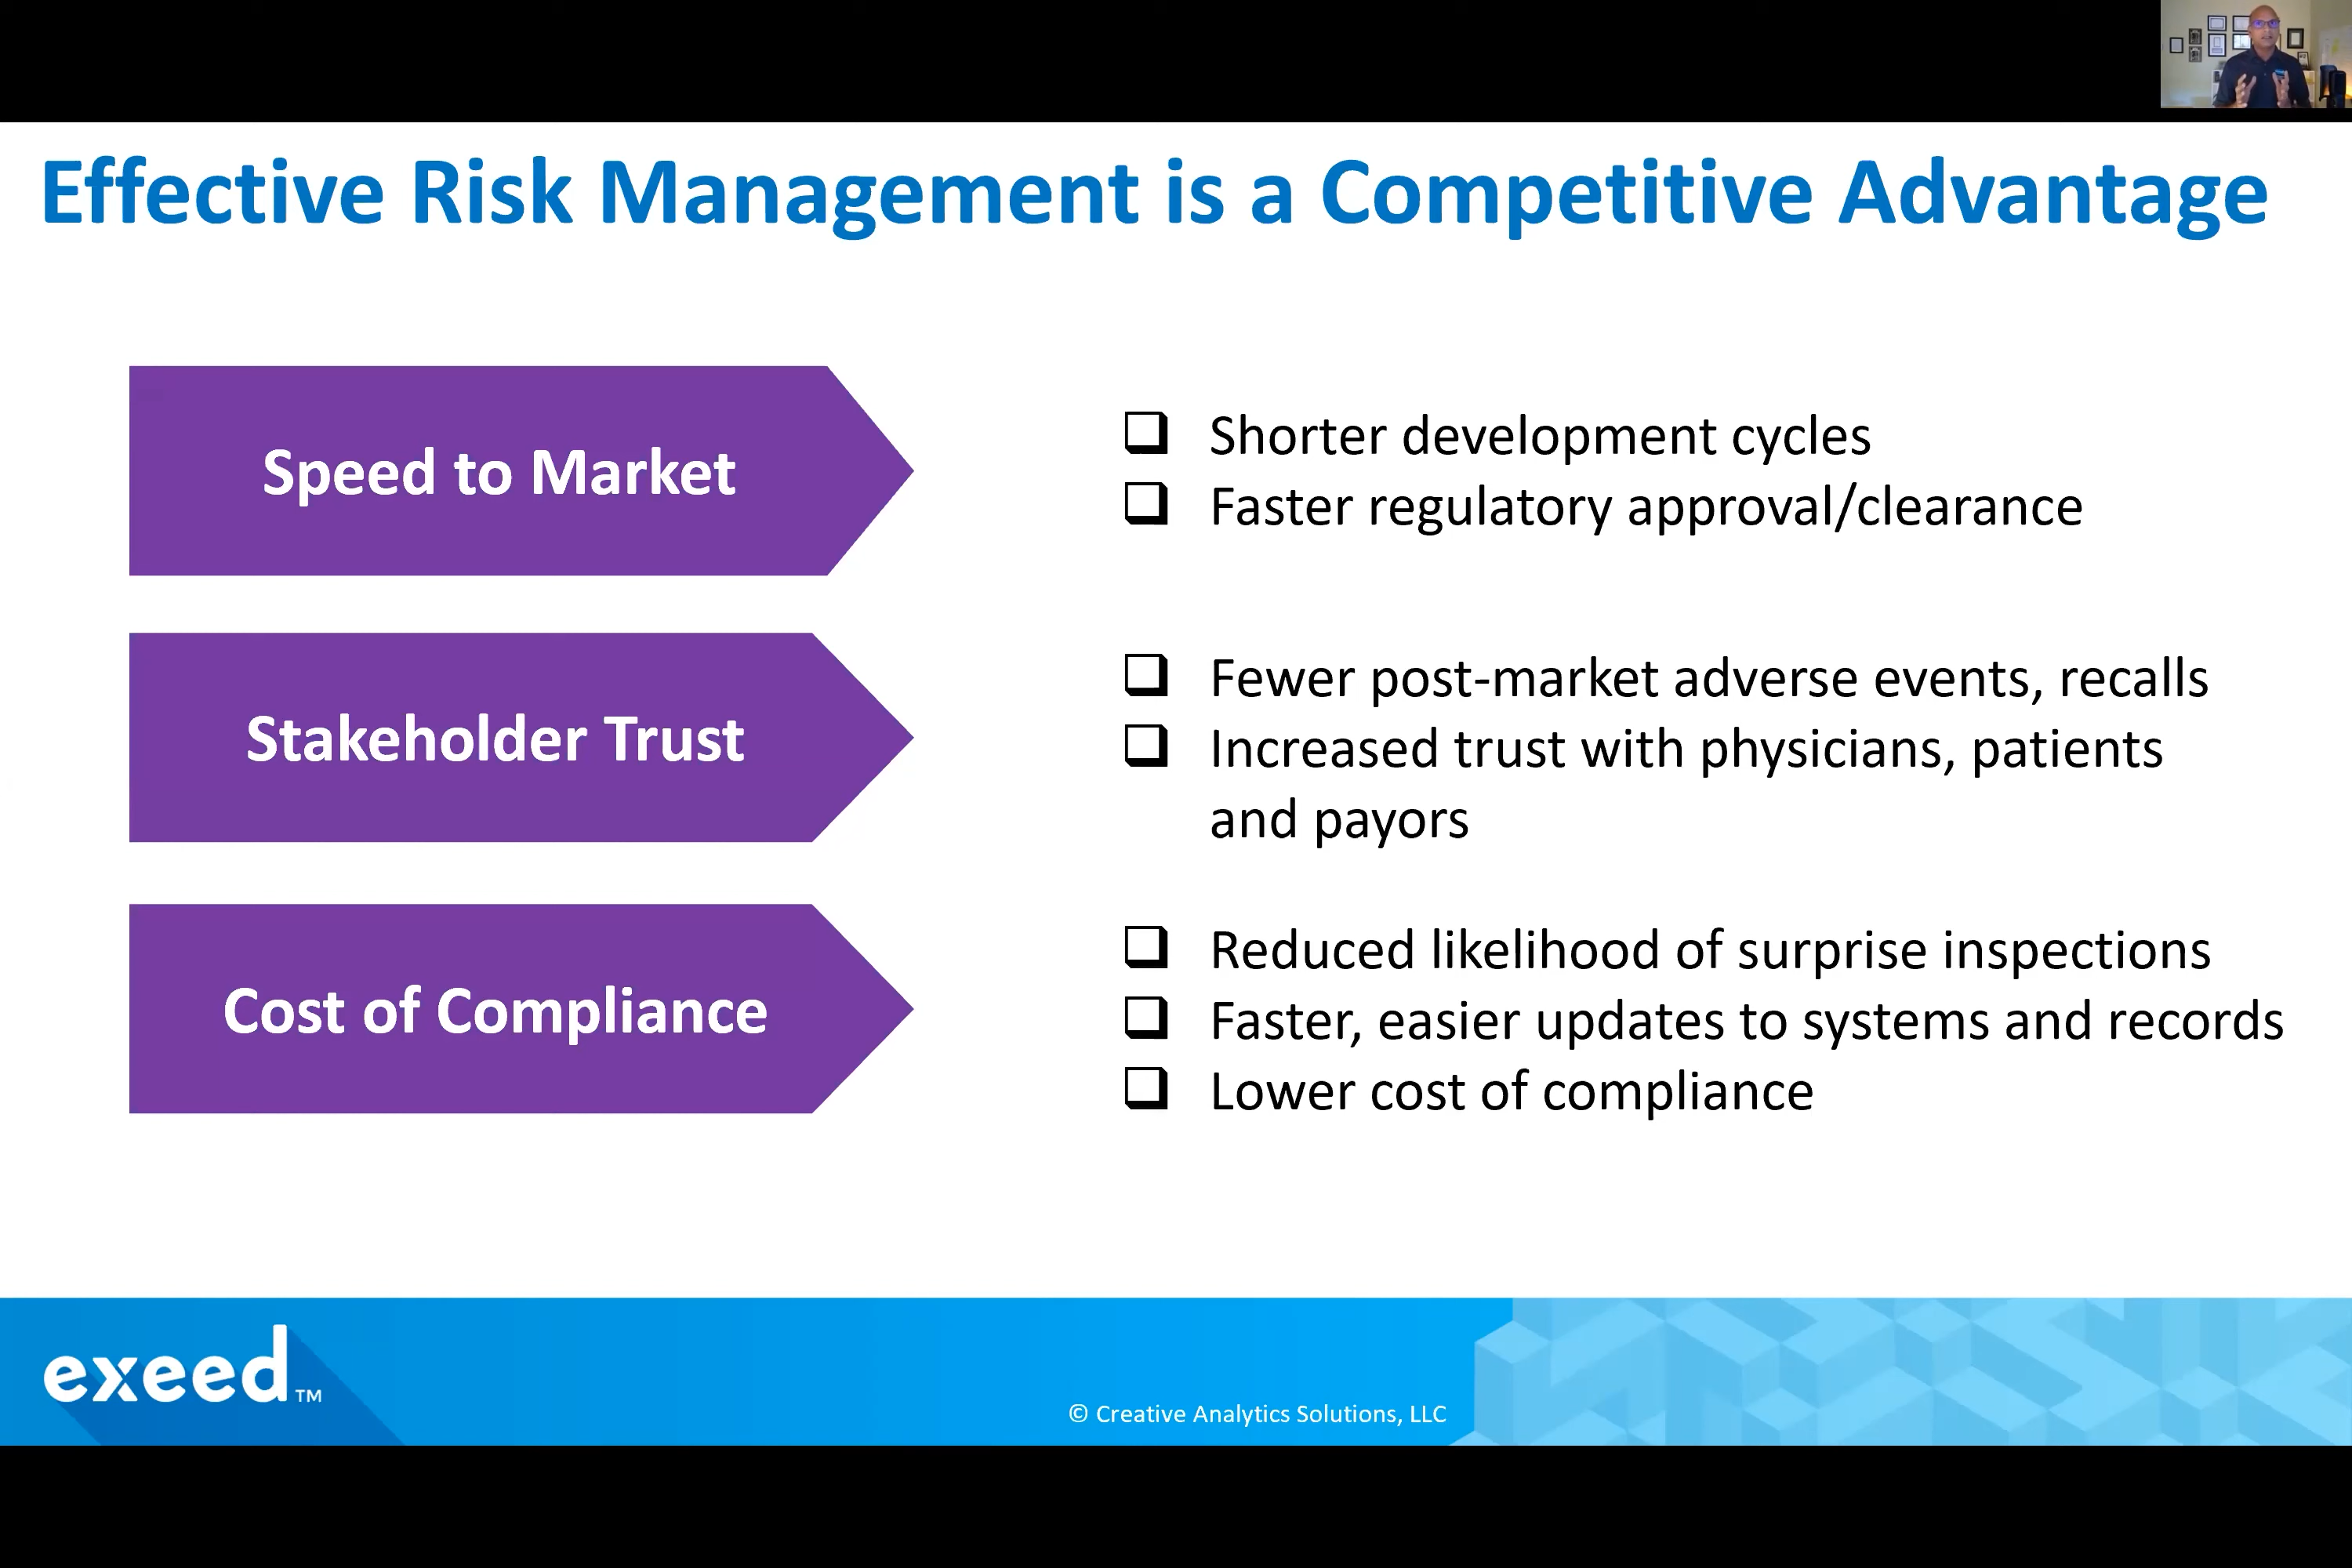 Effective Risk Management is a Competitive Advantage
Speed to Market
❑ Shorter development cycles
❑ Faster regulatory approval/clearance
Stakeholder Trust
❑ Fewer post-market adverse events, recalls
❑ Increased trust with physicians, patients
and payors
Cost of Compliance
❑ Reduced likelihood of surprise inspections
❑ Faster, easier updates to systems and records
❑ Lower cost of compliance
exeed™
© Creative Analytics Solutions, LLC